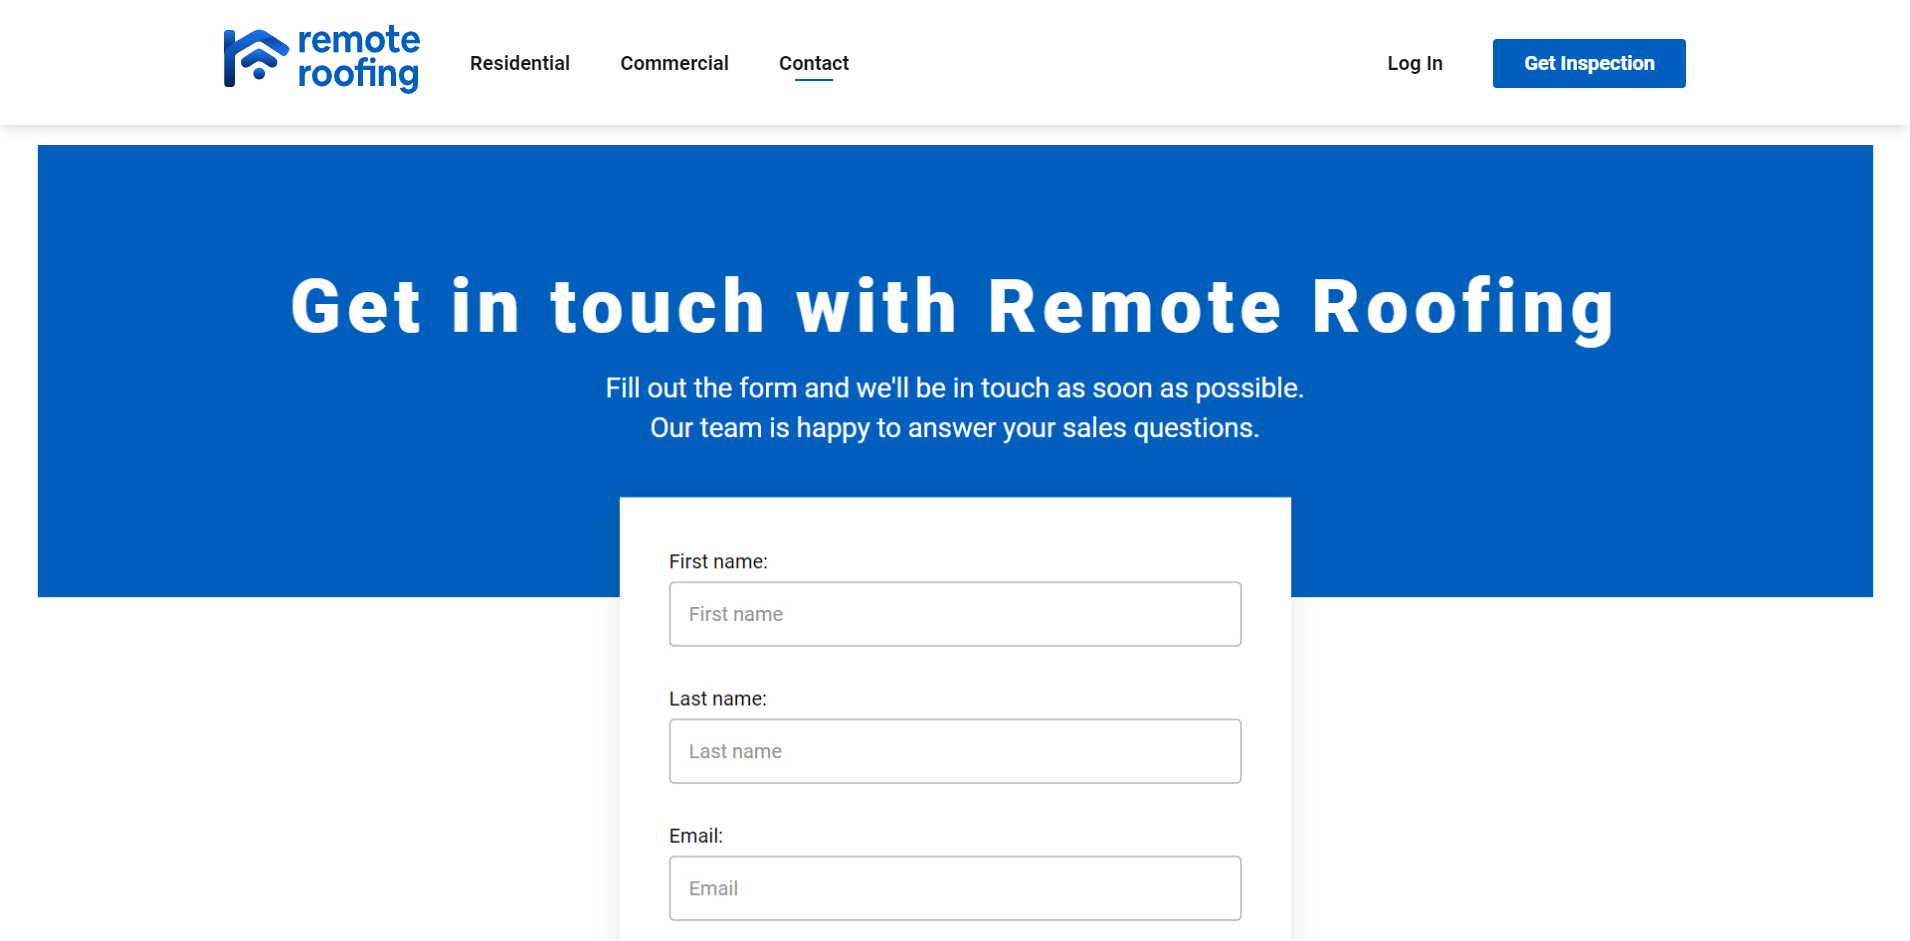 remote
roofing
Residential
Commercial
Contact
Log In
Get Inspection
Get in touch with Remote Roofing
Fill out the form and we'll be in touch as soon as possible.
Our team is happy to answer your sales questions.
First name:
First name
Last name:
Last name
Email:
Email